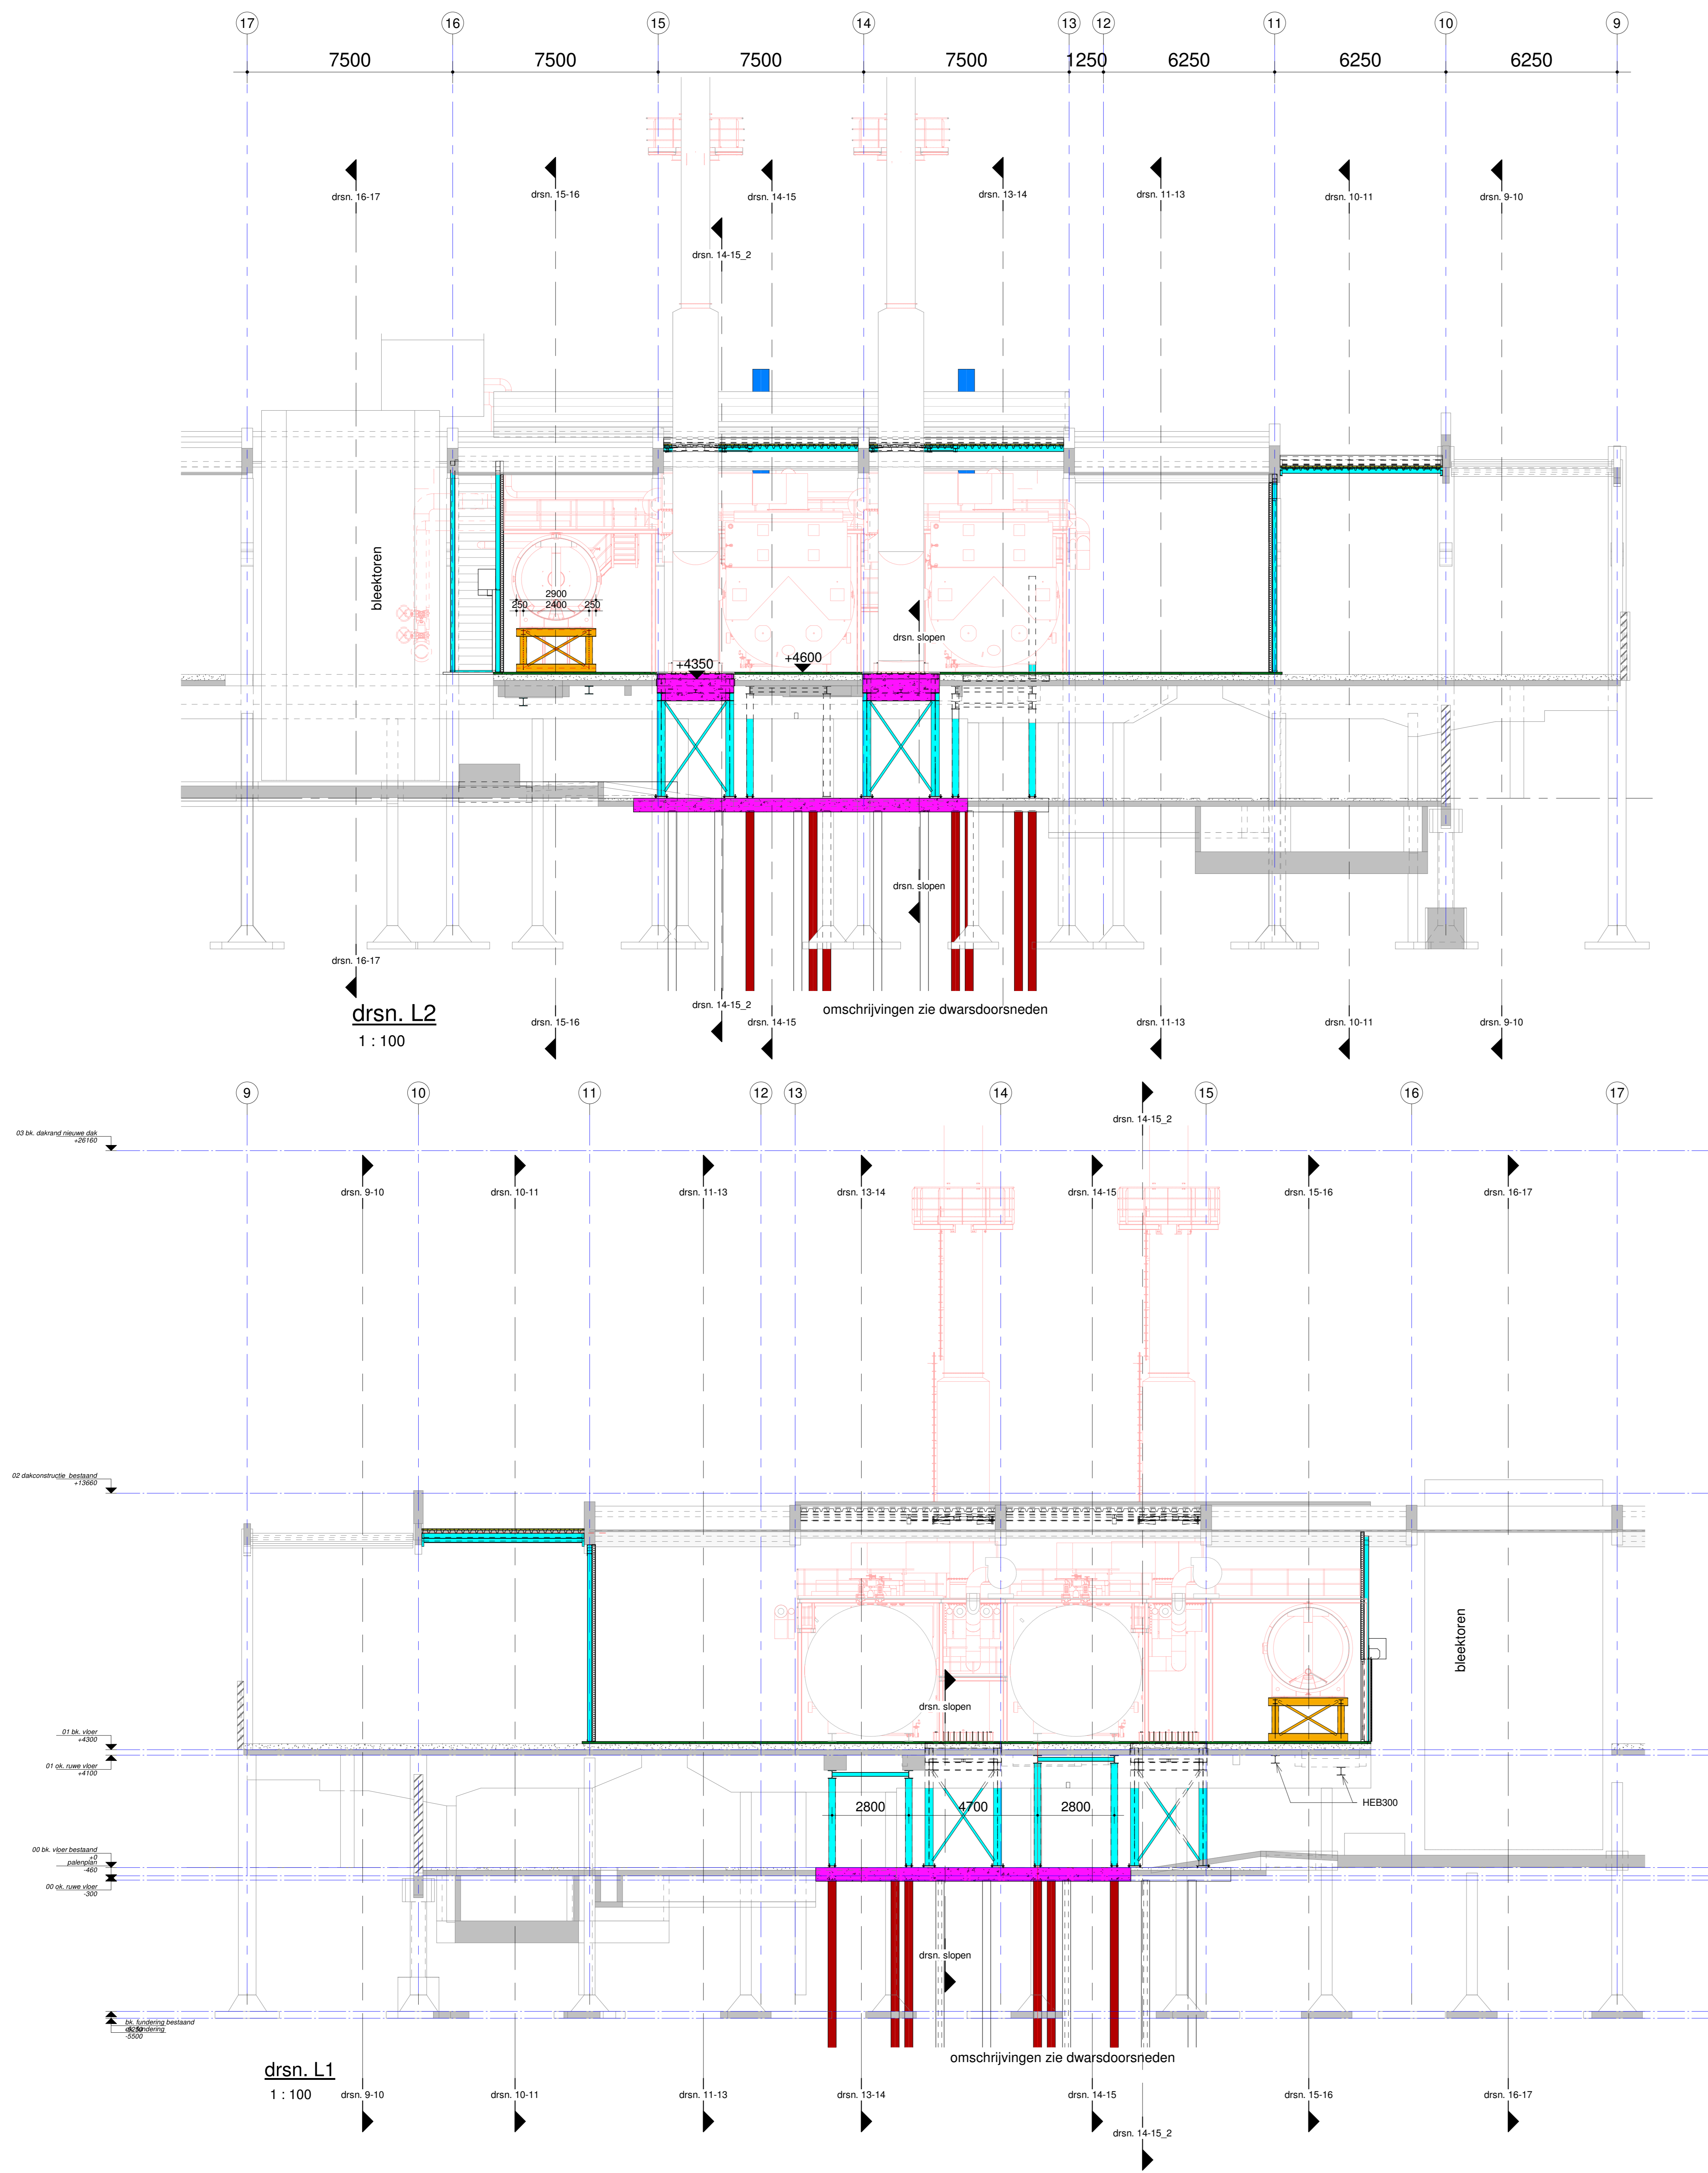 17 16 15 14 13 12 11 10 9
7500 7500 7500 7500 1250 6250 6250 6250
drsn. 16-17 drsn. 15-16 drsn. 14-15 drsn. 13-14 drsn. 11-13 drsn. 10-11 drsn. 9-10
drsn. 14-15_2
bleektoren
2900
250 2400 250
drsn. slopen
+4350 +4600
drsn. slopen
drsn. 16-17
drsn. L2
1 : 100
drsn. 14-15_2
omschrijvingen zie dwarsdoorsneden
drsn. 15-16 drsn. 14-15 drsn. 11-13 drsn. 10-11 drsn. 9-10
9 10 11 12 13 14 15 16 17
drsn. 14-15_2
03 bk. dakrand nieuwe dak
+26160
drsn. 9-10 drsn. 10-11 drsn. 11-13 drsn. 13-14 drsn. 14-15 drsn. 15-16 drsn. 16-17
02 dakconstructie bestaand
+13660
bleektoren
drsn. slopen
01 bk. vloer
+4300
01 ok. ruwe vloer
+4100
2800 4700 2800
HEB300
00 bk. vloer bestaand
+0
palenplan
-460
00 ok. ruwe vloer
-300
drsn. slopen
bk. fundering bestaand
-5500
omschrijvingen zie dwarsdoorsneden
drsn. L1
1 : 100
drsn. 9-10 drsn. 10-11 drsn. 11-13 drsn. 13-14 drsn. 14-15 drsn. 15-16 drsn. 16-17
drsn. 14-15_2